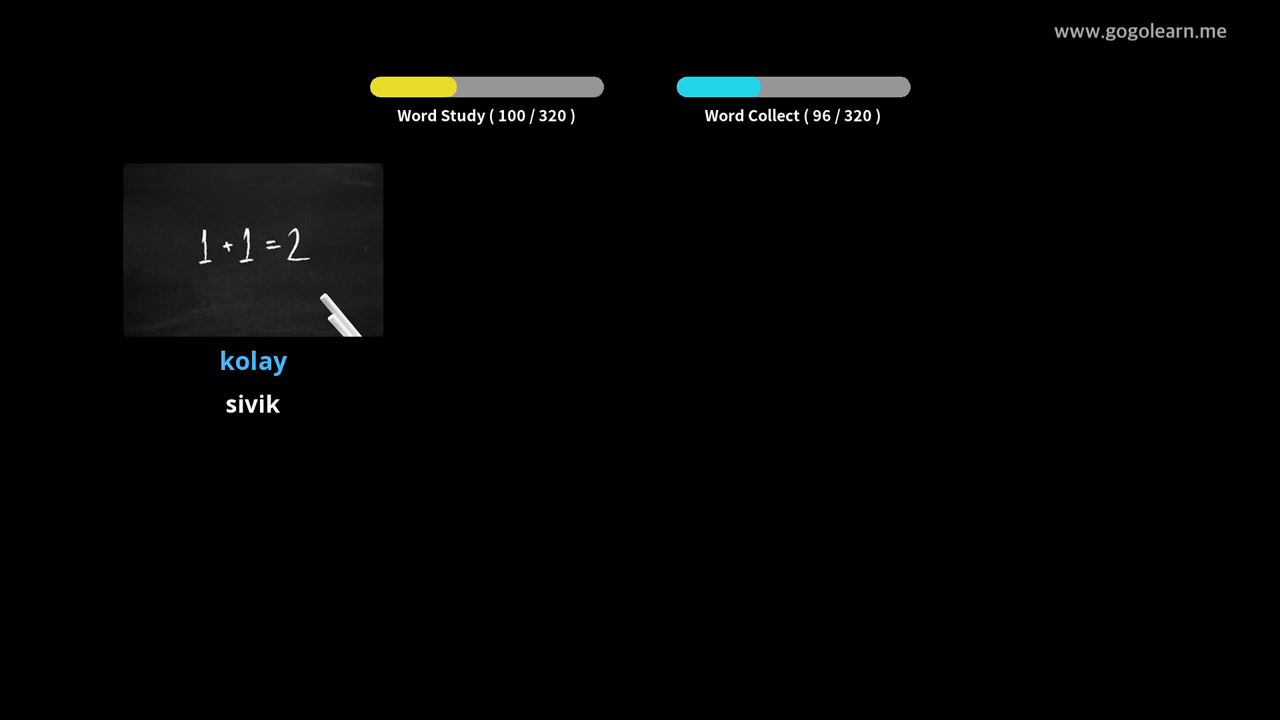 www.gogolearn.me
Word Study ( 100 / 320 )
Word Collect ( 96 / 320 )
1 + 1 = 2
kolay
sivik